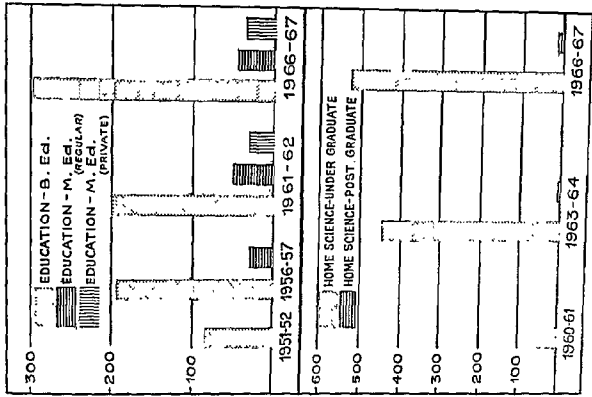 300
200
100
EDUCATION-B. Ed.
EDUCATION-M. Ed.
(REGULAR)
EDUCATION-M. Ed.
(PRIVATE)
1951-52
1956-57
1961-62
1966-67
600
500
400
300
200
100
HOME SCIENCE-UNDER GRADUATE
HOME SCIENCE-POST. GRADUATE
1960-61
1963-64
1966-67